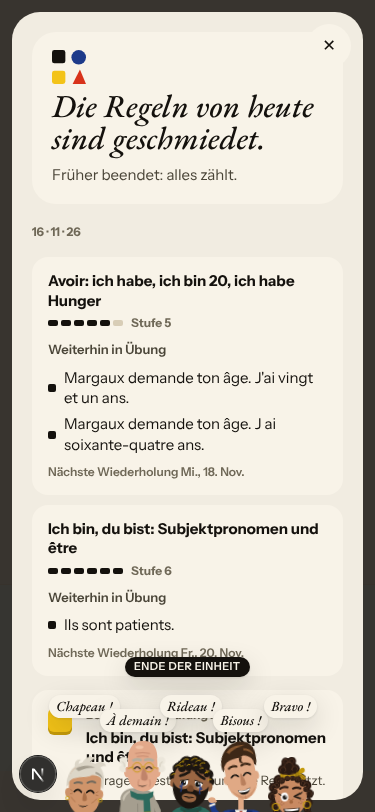 Die Regeln von heute
sind geschmiedet.
Früher beendet: alles zählt.
16·11·26
Avoir: ich habe, ich bin 20, ich habe
Hunger
Stufe 5
Weiterhin in Übung
Margaux demande ton âge. J'ai vingt
et un ans.
Margaux demande ton âge. J ai
soixante-quatre ans.
Nächste Wiederholung Mi., 18. Nov.
Ich bin, du bist: Subjektpronomen und
être
Stufe 6
Weiterhin in Übung
Ils sont patients.
Nächste Wiederholung Fr., 20. Nov.
ENDE DER EINHEIT
Chapeau !
Rideau !
Bravo !
À demain !
Bisous !
Ich bin, du bist: Subjektpronomen und
N